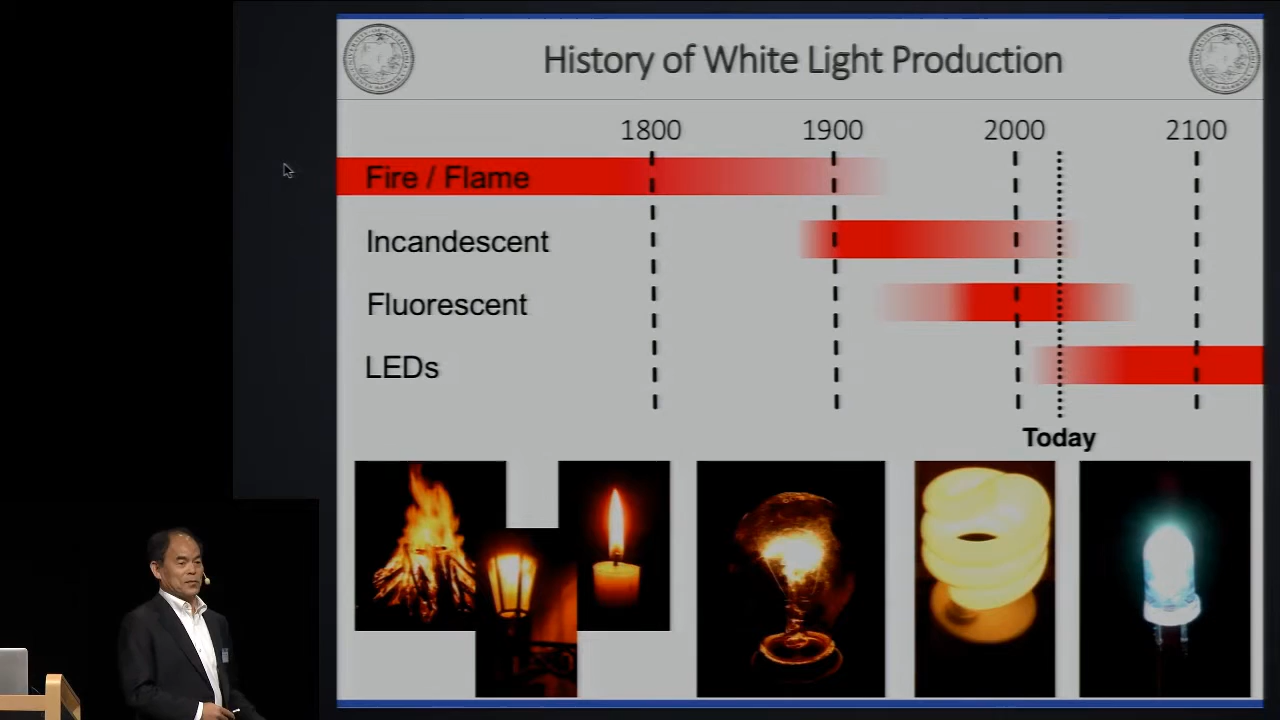 History of White Light Production
1800 1900 2000 2100
Fire / Flame
Incandescent
Fluorescent
LEDs
Today